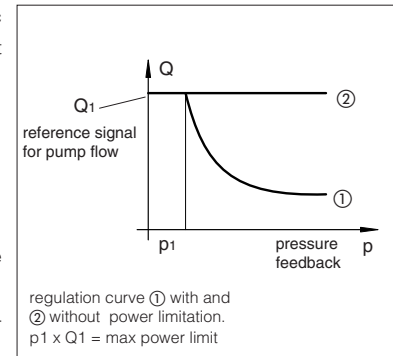 Q
Q1
②
reference signal
for pump flow
①
p1
pressure
feedback
p
regulation curve ① with and
② without power limitation.
p1 x Q1 = max power limit